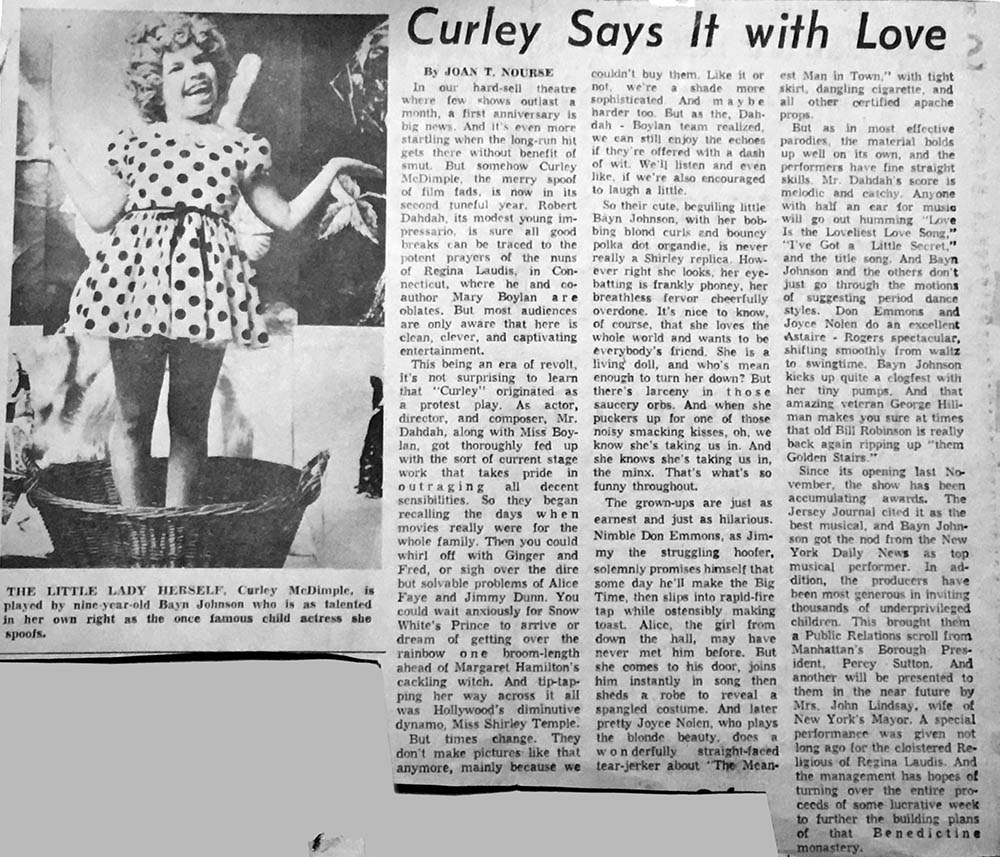 Curley Says It with Love
By JOAN T. NOURSE
In our hard-sell theatre
where few shows outlast a
month, a first anniversary is
big news. And it's even more
startling when the long-run hit
gets there without benefit of
smut. But somehow Curley
McDimple, the merry spoof
of film fads, is now in its
second tuneful year. Robert
Dahdah, its modest young im-
pressario, is sure all good
breaks can be traced to the
potent prayers of the nuns
of Regina Laudis, in Con-
necticut, where he and co-
author Mary Boylan are
oblates. But most audiences
are only aware that here is
clean, clever, and captivating
entertainment.
This being an era of revolt,
it's not surprising to learn
that "Curley" originated as
a protest play. As actor,
director, and composer, Mr.
Dahdah, along with Miss Boy-
lan, got thoroughly fed up
with the sort of current stage
work that takes pride in
outraging all decent
sensibilities. So they began
recalling the days when
movies really were for the
whole family. Then you could
whirl off with Ginger and
Fred, or sigh over the dire
but solvable problems of Alice
Faye and Jimmy Dunn. You
could wait anxiously for Snow
White's Prince to arrive or
dream of getting over the
rainbow one broom-length
ahead of Margaret Hamilton's
cackling witch. And tip-tap-
ping her way across it all
was Hollywood's diminutive
dynamo, Miss Shirley Temple.
But times change. They
don't make pictures like that
anymore, mainly because we
couldn't buy them. Like it or
not, we're a shade more
sophisticated. And maybe
harder too. But as the, Dah-
dah - Boylan team realized,
we can still enjoy the echoes
if they're offered with a dash
of wit. We'll listen and even
like, if we're also encouraged
to laugh a little.
So their cute, beguiling little
Bayn Johnson, with her bob-
bing blond curls and bouncy
polka dot organdie, is never
really a Shirley replica. How-
ever right she looks, her eye-
batting is frankly phoney, her
breathless fervor cheerfully
overdone. It's nice to know,
of course, that she loves the
whole world and wants to be
everybody's friend. She is a
living doll, and who's mean
enough to turn her down? But
there's larceny in those
saucery orbs. And when she
puckers up for one of those
noisy smacking kisses, oh, we
know she's taking us in. And
she knows she's taking us in,
the minx. That's what's so
funny throughout.
The grown-ups are just as
earnest and just as hilarious.
Nimble Don Emmons, as Jim-
my the struggling hoofer,
solemnly promises himself that
some day he'll make the Big
Time, then slips into rapid-fire
tap while ostensibly making
toast. Alice, the girl from
down the hall, may have
never met him before. But
she comes to his door, joins
him instantly in song then
sheds a robe to reveal a
spangled costume. And later
pretty Joyce Nolen, who plays
the blonde beauty, does a
wonderfully straight-faced
tear-jerker about "The Mean-
est Man in Town," with tight
skirt, dangling cigarette, and
all other certified apache
props.
But as in most effective
parodies, the material holds
up well on its own, and the
performers have fine straight
skills. Mr. Dahdah's score is
melodic and catchy. Anyone
with half an ear for music
will go out humming "Love
Is the Loveliest Love Song,"
"I've Got a Little Secret,"
and the title song. And Bayn
Johnson and the others don't
just go through the motions
of suggesting period dance
styles. Don Emmons and
Joyce Nolen do an excellent
Astaire - Rogers spectacular,
shifting smoothly from waltz
to swingtime. Bayn Johnson
kicks up quite a clogfest with
her tiny pumps. And that
amazing veteran George Hill-
man makes you sure at times
that old Bill Robinson is really
back again ripping up "them
Golden Stairs."
Since its opening last No-
vember, the show has been
accumulating awards. The
Jersey Journal cited it as the
best musical, and Bayn John-
son got the nod from the New
York Daily News as top
musical performer. In ad-
dition, the producers have
been most generous in inviting
thousands of underprivileged
children. This brought them
a Public Relations scroll from
Manhattan's Borough Pres-
ident, Percy Sutton. And
another will be presented to
them in the near future by
Mrs. John Lindsay, wife of
New York's Mayor. A special
performance was given not
long ago for the cloistered Re-
ligious of Regina Laudis. And
the management has hopes of
turning over the entire pro-
ceeds of some lucrative week
to further the building plans
of that Benedictine
monastery.
THE LITTLE LADY HERSELF, Curley McDimple, is
played by nine-year-old Bayn Johnson who is as talented
in her own right as the once famous child actress she
spoofs.